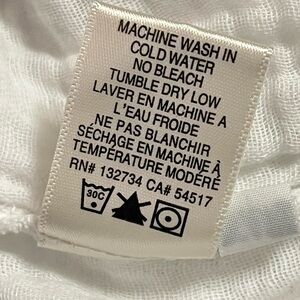 MACHINE WASH IN
COLD WATER
NO BLEACH
TUMBLE DRY LOW
LAVER EN MACHINE A
L'EAU FROIDE
NE PAS BLANCHIR
SÉCHAGE EN MACHINE À
TEMPÉRATURE MODÉRÉ
RN# 132734 CA# 54517
30C